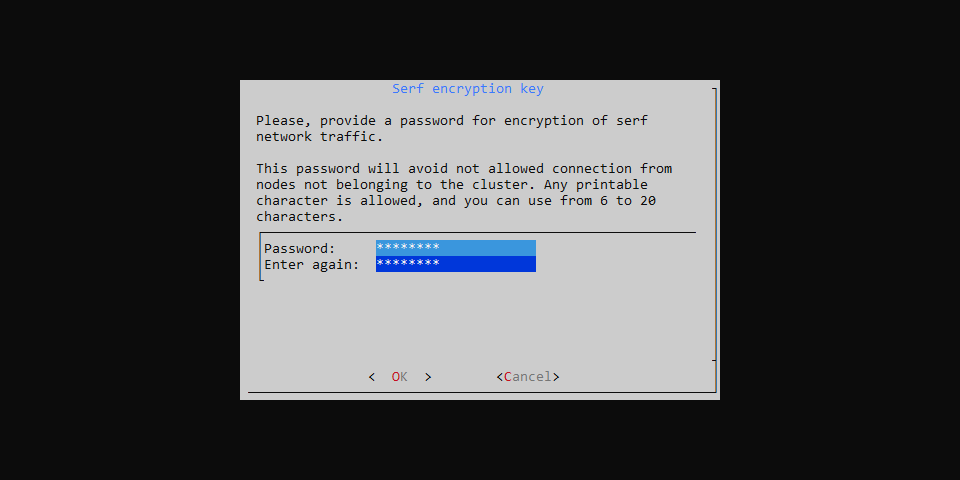 Serf encryption key
Please, provide a password for encryption of serf
network traffic.
This password will avoid not allowed connection from
nodes not belonging to the cluster. Any printable
character is allowed, and you can use from 6 to 20
characters.
Password: ********
Enter again: ********
< OK > <Cancel>